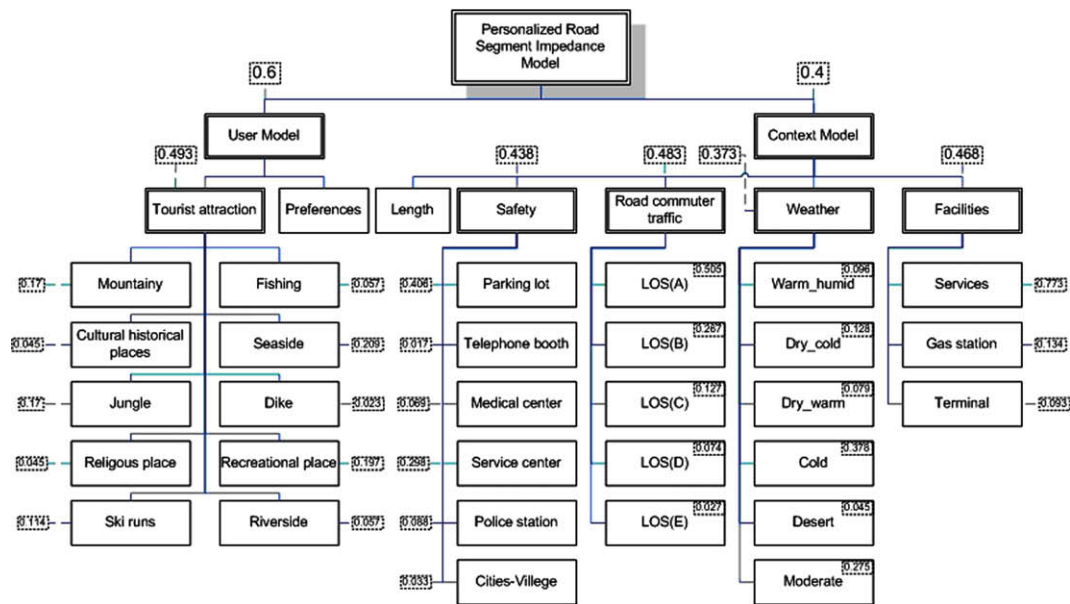 Personalized Road
Segment Impedance
Model
0.6
0.4
User Model
Context Model
0.493
0.438
0.483
0.373
0.468
Tourist attraction
Preferences
Length
Safety
Road commuter
traffic
Weather
Facilities
0.17
Mountainy
Fishing
0.057
0.406
Parking lot
LOS(A)
0.505
Warm_humid
0.096
Services
0.773
0.045
Cultural historical
places
Seaside
0.209
0.017
Telephone booth
LOS(B)
0.267
Dry_cold
0.128
Gas station
0.134
0.17
Jungle
Dike
0.023
0.069
Medical center
LOS(C)
0.127
Dry_warm
0.079
Terminal
0.093
0.045
Religous place
Recreational place
0.197
0.298
Service center
LOS(D)
0.074
Cold
0.378
0.114
Ski runs
Riverside
0.057
Police station
LOS(E)
0.027
Desert
0.045
0.033
Cities-Villege
Moderate
0.275